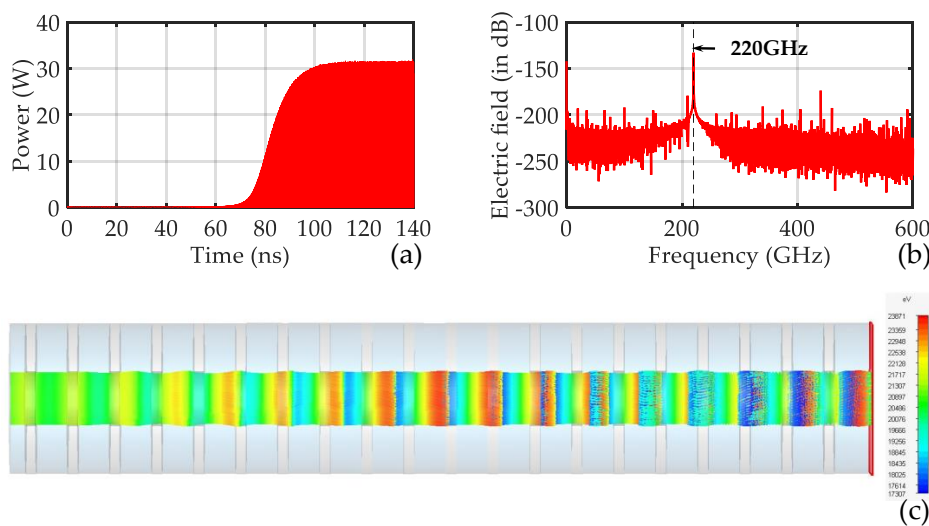 40
30
20
10
0
Power (W)
0 20 40 60 80 100 120 140
Time (ns)
(a)
-100
-150
-200
-250
-300
Electric field (in dB)
220GHz
0 200 400 600
Frequency (GHz)
(b)
eV
23871
23359
22948
22538
22128
21717
21307
20897
20486
20076
19666
19256
18845
18435
18025
17614
17307
(c)